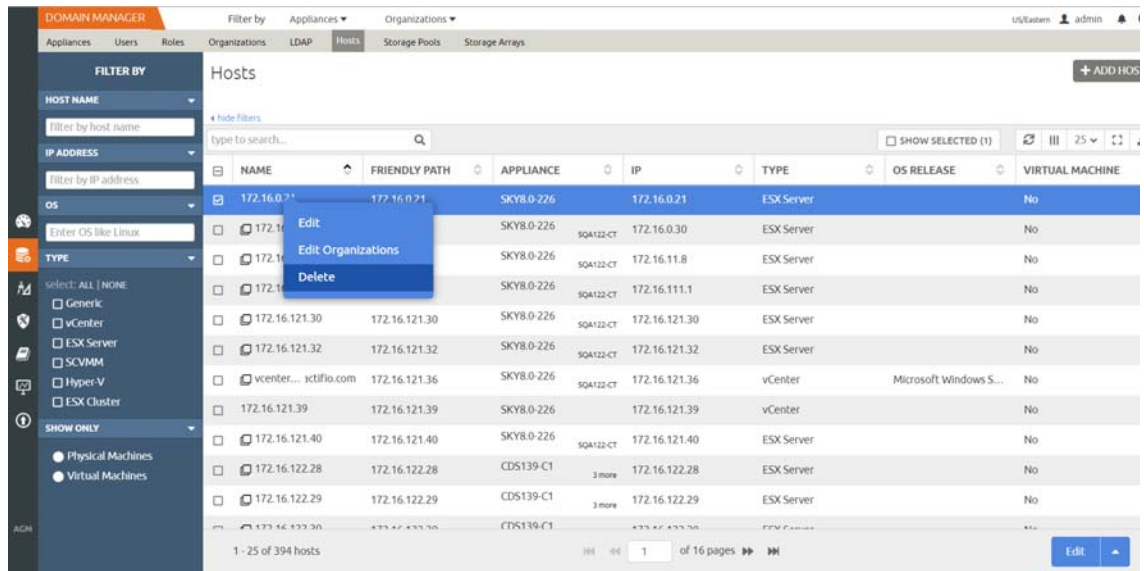 DOMAIN MANAGER
Filter by Appliances Organizations
US/Eastern admin
Appliances Users Roles Organizations LDAP Hosts Storage Pools Storage Arrays
FILTER BY
HOST NAME
filter by host name
IP ADDRESS
filter by IP address
OS
Enter OS like Linux
TYPE
select: ALL | NONE
Generic
vCenter
ESX Server
SCVMM
Hyper-V
ESX Cluster
SHOW ONLY
Physical Machines
Virtual Machines
AGM
Hosts
+ ADD HOS
hide filters
type to search...
SHOW SELECTED (1) 25
NAME FRIENDLY PATH APPLIANCE IP TYPE OS RELEASE VIRTUAL MACHINE
172.16.0.21 172.16.0.21 SKY8.0-226 172.16.0.21 ESX Server No
Edit
Edit Organizations
Delete
172.1 SKY8.0-226 SQA122-CT 172.16.0.30 ESX Server No
172.1 SKY8.0-226 SQA122-CT 172.16.11.8 ESX Server No
172.1 SKY8.0-226 SQA122-CT 172.16.111.1 ESX Server No
172.16.121.30 172.16.121.30 SKY8.0-226 SQA122-CT 172.16.121.30 ESX Server No
172.16.121.32 172.16.121.32 SKY8.0-226 SQA122-CT 172.16.121.32 ESX Server No
vcenter... ctifio.com 172.16.121.36 SKY8.0-226 SQA122-CT 172.16.121.36 vCenter Microsoft Windows S... No
172.16.121.39 172.16.121.39 SKY8.0-226 172.16.121.39 vCenter No
172.16.121.40 172.16.121.40 SKY8.0-226 SQA122-CT 172.16.121.40 ESX Server No
172.16.122.28 172.16.122.28 CDS139-C1 3 more 172.16.122.28 ESX Server No
172.16.122.29 172.16.122.29 CDS139-C1 3 more 172.16.122.29 ESX Server No
CDS139-C1
1 - 25 of 394 hosts 1 of 16 pages Edit